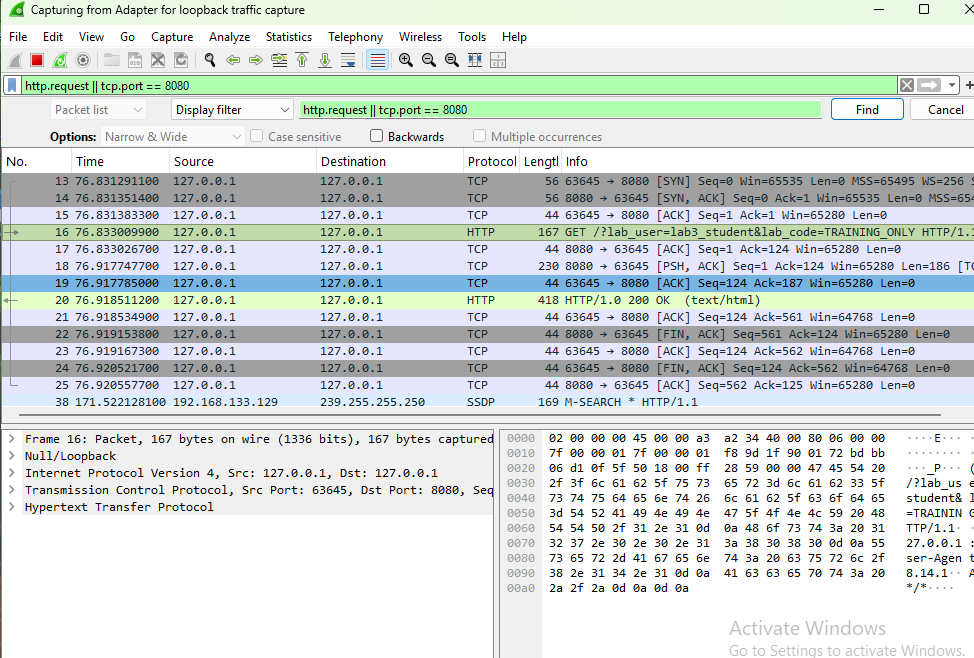 Capturing from Adapter for loopback traffic capture
File Edit View Go Capture Analyze Statistics Telephony Wireless Tools Help
http.request || tcp.port == 8080
Packet list Display filter http.request || tcp.port == 8080 Find Cancel
Options: Narrow & Wide Case sensitive Backwards Multiple occurrences
No. Time Source Destination Protocol Lengtl Info
13 76.831291100 127.0.0.1 127.0.0.1 TCP 56 63645 → 8080 [SYN] Seq=0 Win=65535 Len=0 MSS=65495 WS=256 S
14 76.831351400 127.0.0.1 127.0.0.1 TCP 56 8080 → 63645 [SYN, ACK] Seq=0 Ack=1 Win=65535 Len=0 MSS=654
15 76.831383300 127.0.0.1 127.0.0.1 TCP 44 63645 → 8080 [ACK] Seq=1 Ack=1 Win=65280 Len=0
16 76.833009900 127.0.0.1 127.0.0.1 HTTP 167 GET /?lab_user=lab3_student&lab_code=TRAINING_ONLY HTTP/1.1
17 76.833026700 127.0.0.1 127.0.0.1 TCP 44 8080 → 63645 [ACK] Seq=1 Ack=124 Win=65280 Len=0
18 76.917747700 127.0.0.1 127.0.0.1 TCP 230 8080 → 63645 [PSH, ACK] Seq=1 Ack=124 Win=65280 Len=186 [TC
19 76.917785000 127.0.0.1 127.0.0.1 TCP 44 63645 → 8080 [ACK] Seq=124 Ack=187 Win=65280 Len=0
20 76.918511200 127.0.0.1 127.0.0.1 HTTP 418 HTTP/1.0 200 OK (text/html)
21 76.918534900 127.0.0.1 127.0.0.1 TCP 44 63645 → 8080 [ACK] Seq=124 Ack=561 Win=64768 Len=0
22 76.919153800 127.0.0.1 127.0.0.1 TCP 44 8080 → 63645 [FIN, ACK] Seq=561 Ack=124 Win=65280 Len=0
23 76.919167300 127.0.0.1 127.0.0.1 TCP 44 63645 → 8080 [ACK] Seq=124 Ack=562 Win=64768 Len=0
24 76.920521700 127.0.0.1 127.0.0.1 TCP 44 63645 → 8080 [FIN, ACK] Seq=124 Ack=562 Win=64768 Len=0
25 76.920557700 127.0.0.1 127.0.0.1 TCP 44 8080 → 63645 [ACK] Seq=562 Ack=125 Win=65280 Len=0
38 171.522128100 192.168.133.129 239.255.255.250 SSDP 169 M-SEARCH * HTTP/1.1
Frame 16: Packet, 167 bytes on wire (1336 bits), 167 bytes captured
Null/Loopback
Internet Protocol Version 4, Src: 127.0.0.1, Dst: 127.0.0.1
Transmission Control Protocol, Src Port: 63645, Dst Port: 8080, Seq
Hypertext Transfer Protocol
0000 02 00 00 00 45 00 00 a3 a2 34 40 00 80 06 00 00 ····E···
0010 7f 00 00 01 7f 00 00 01 f8 9d 1f 90 01 72 bd bb ········
0020 06 d1 0f 5f 50 18 00 ff 28 59 00 00 47 45 54 20 ···_P··· (
0030 2f 3f 6c 61 62 5f 75 73 65 72 3d 6c 61 62 33 5f /?lab_us e
0040 73 74 75 64 65 6e 74 26 6c 61 62 5f 63 6f 64 65 student& l
0050 3d 54 52 41 49 4e 49 4e 47 5f 4f 4e 4c 59 20 48 =TRAININ G
0060 54 54 50 2f 31 2e 31 0d 0a 48 6f 73 74 3a 20 31 TTP/1.1· ·
0070 32 37 2e 30 2e 30 2e 31 3a 38 30 38 30 0d 0a 55 27.0.0.1 :
0080 73 65 72 2d 41 67 65 6e 74 3a 20 63 75 72 6c 2f ser-Agen t
0090 38 2e 31 34 2e 31 0d 0a 41 63 63 65 70 74 3a 20 8.14.1·· A
00a0 2a 2f 2a 0d 0a 0d 0a */*····
Activate Windows
Go to Settings to activate Windows.